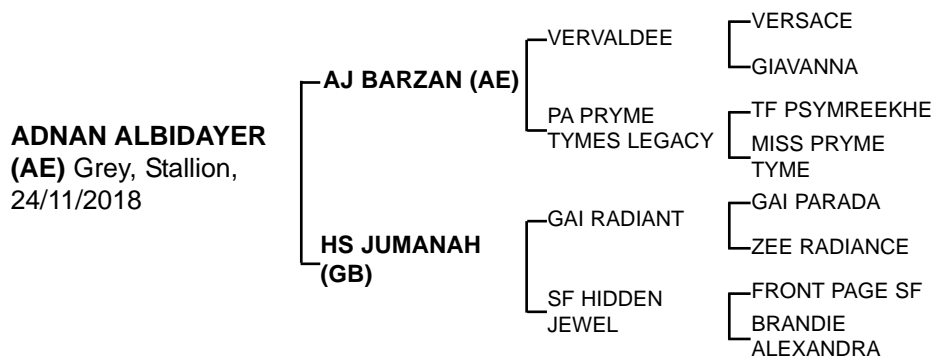 ADNAN ALBIDAYER
(AE) Grey, Stallion,
24/11/2018
AJ BARZAN (AE)
HS JUMANAH
(GB)
VERVALDEE
PA PRYME
TYMES LEGACY
GAI RADIANT
SF HIDDEN
JEWEL
VERSACE
GIAVANNA
TF PSYMREEKHE
MISS PRYME
TYME
GAI PARADA
ZEE RADIANCE
FRONT PAGE SF
BRANDIE
ALEXANDRA